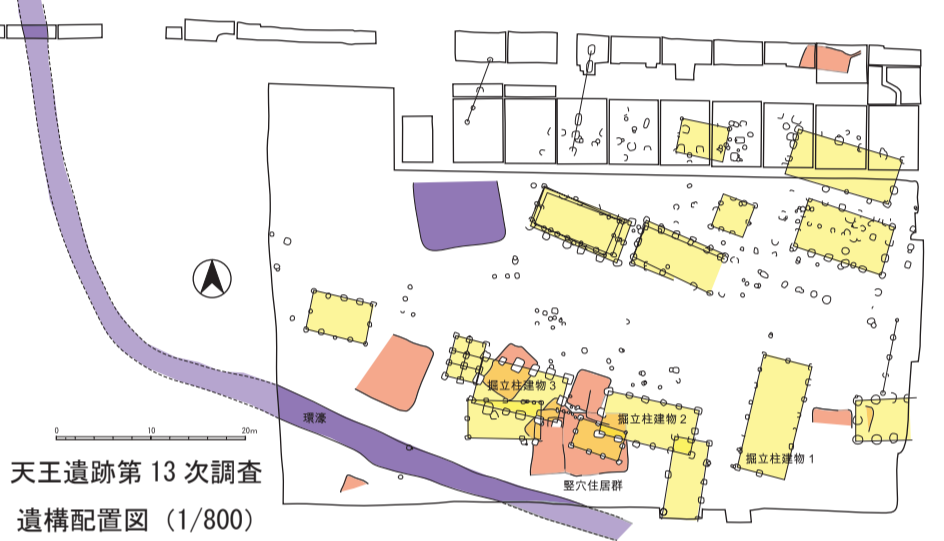 掘立柱建物 3
環濠
掘立柱建物 2
掘立柱建物 1
竪穴住居群
0 10 20m
天王遺跡第 13 次調査
遺構配置図（1/800）